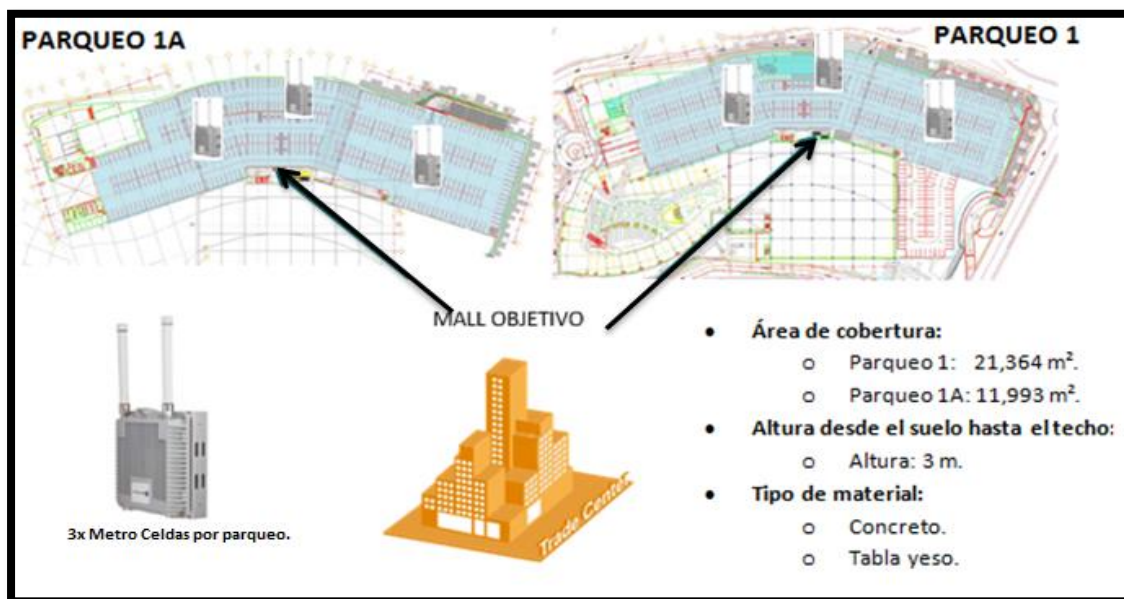 PARQUEO 1A
PARQUEO 1
MALL OBJETIVO
3x Metro Celdas por parqueo.
Trade Center
• Área de cobertura:
o Parqueo 1: 21,364 m².
o Parqueo 1A: 11,993 m².
• Altura desde el suelo hasta el techo:
o Altura: 3 m.
• Tipo de material:
o Concreto.
o Tabla yeso.